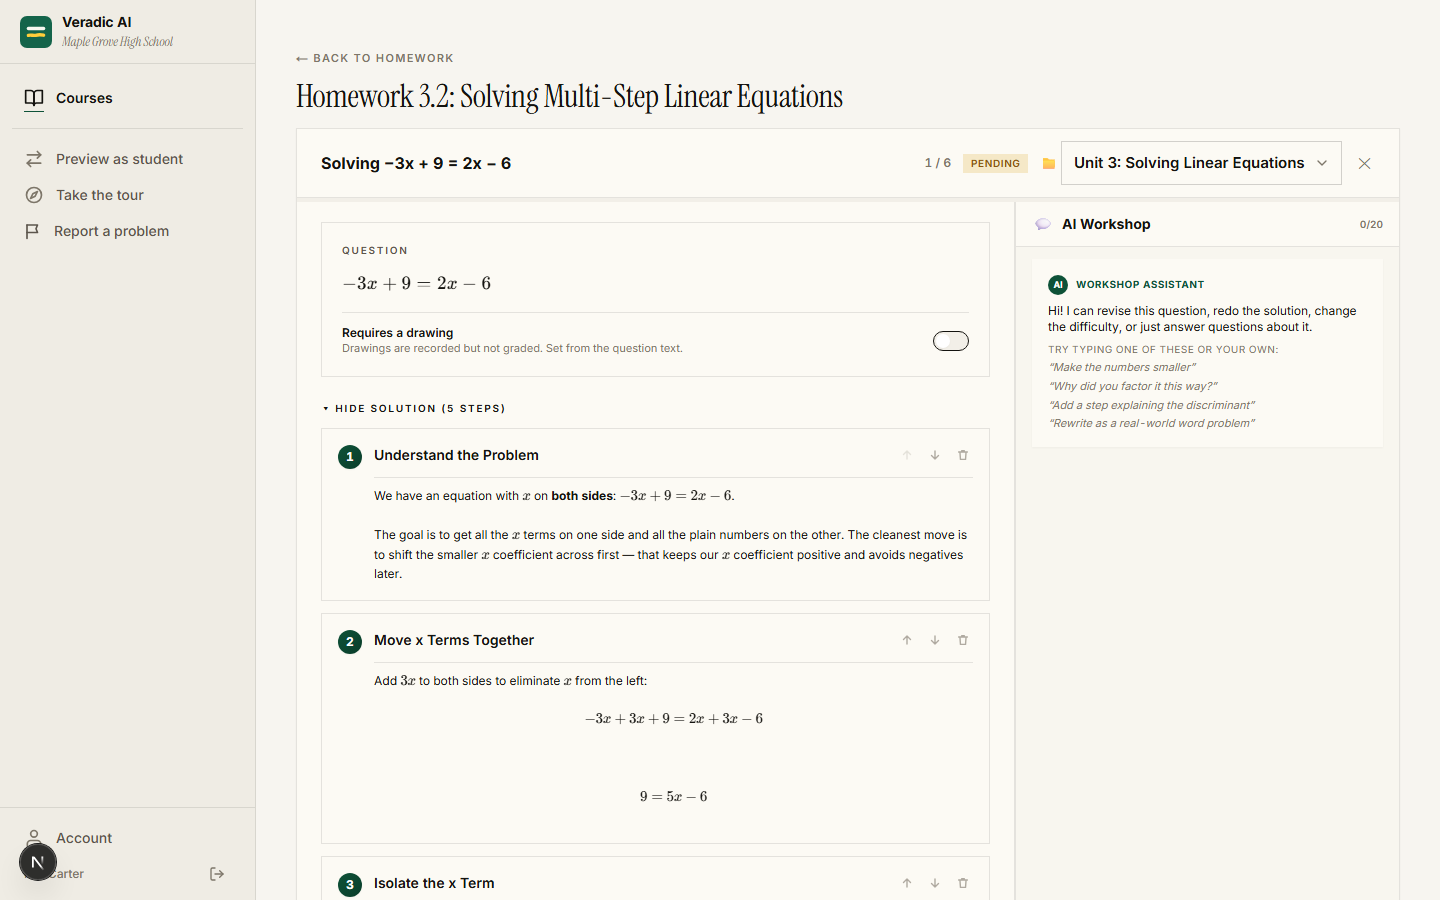 Veradic AI
Maple Grove High School
Courses
Preview as student
Take the tour
Report a problem
Account
Carter
← BACK TO HOMEWORK
Homework 3.2: Solving Multi-Step Linear Equations
Solving −3x + 9 = 2x − 6
1 / 6
PENDING
Unit 3: Solving Linear Equations
QUESTION
−3x + 9 = 2x − 6
Requires a drawing
Drawings are recorded but not graded. Set from the question text.
HIDE SOLUTION (5 STEPS)
1
Understand the Problem
We have an equation with x on both sides: −3x + 9 = 2x − 6.
The goal is to get all the x terms on one side and all the plain numbers on the other. The cleanest move is
to shift the smaller x coefficient across first — that keeps our x coefficient positive and avoids negatives
later.
2
Move x Terms Together
Add 3x to both sides to eliminate x from the left:
−3x + 3x + 9 = 2x + 3x − 6
9 = 5x − 6
3
Isolate the x Term
AI Workshop
0/20
AI
WORKSHOP ASSISTANT
Hi! I can revise this question, redo the solution, change
the difficulty, or just answer questions about it.
TRY TYPING ONE OF THESE OR YOUR OWN:
“Make the numbers smaller”
“Why did you factor it this way?”
“Add a step explaining the discriminant”
“Rewrite as a real-world word problem”